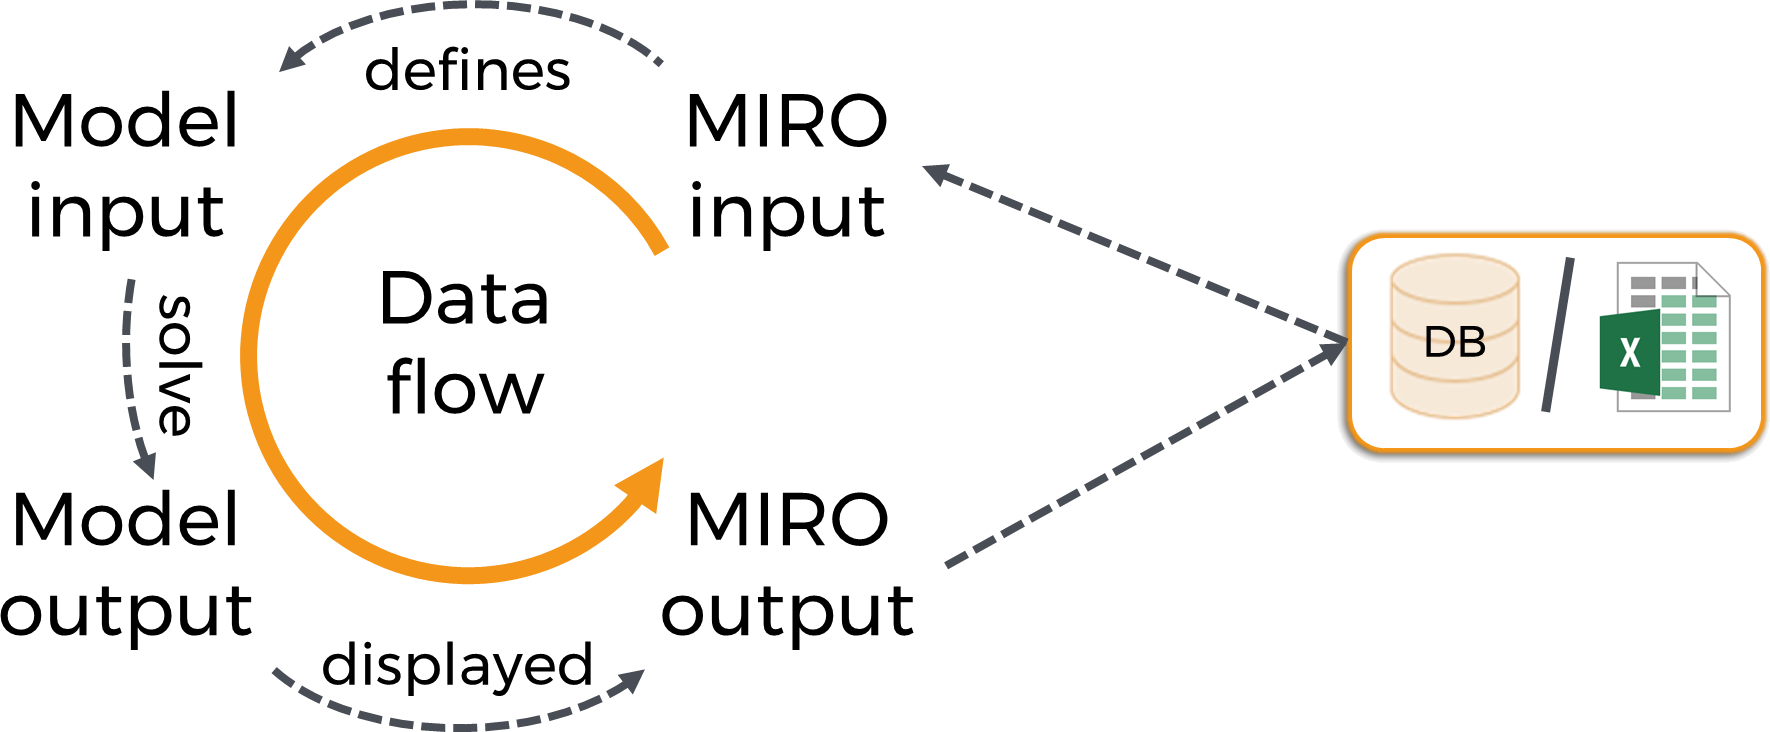 defines
Model
input
MIRO
input
Data
flow
solve
DB
X
Model
output
MIRO
output
displayed